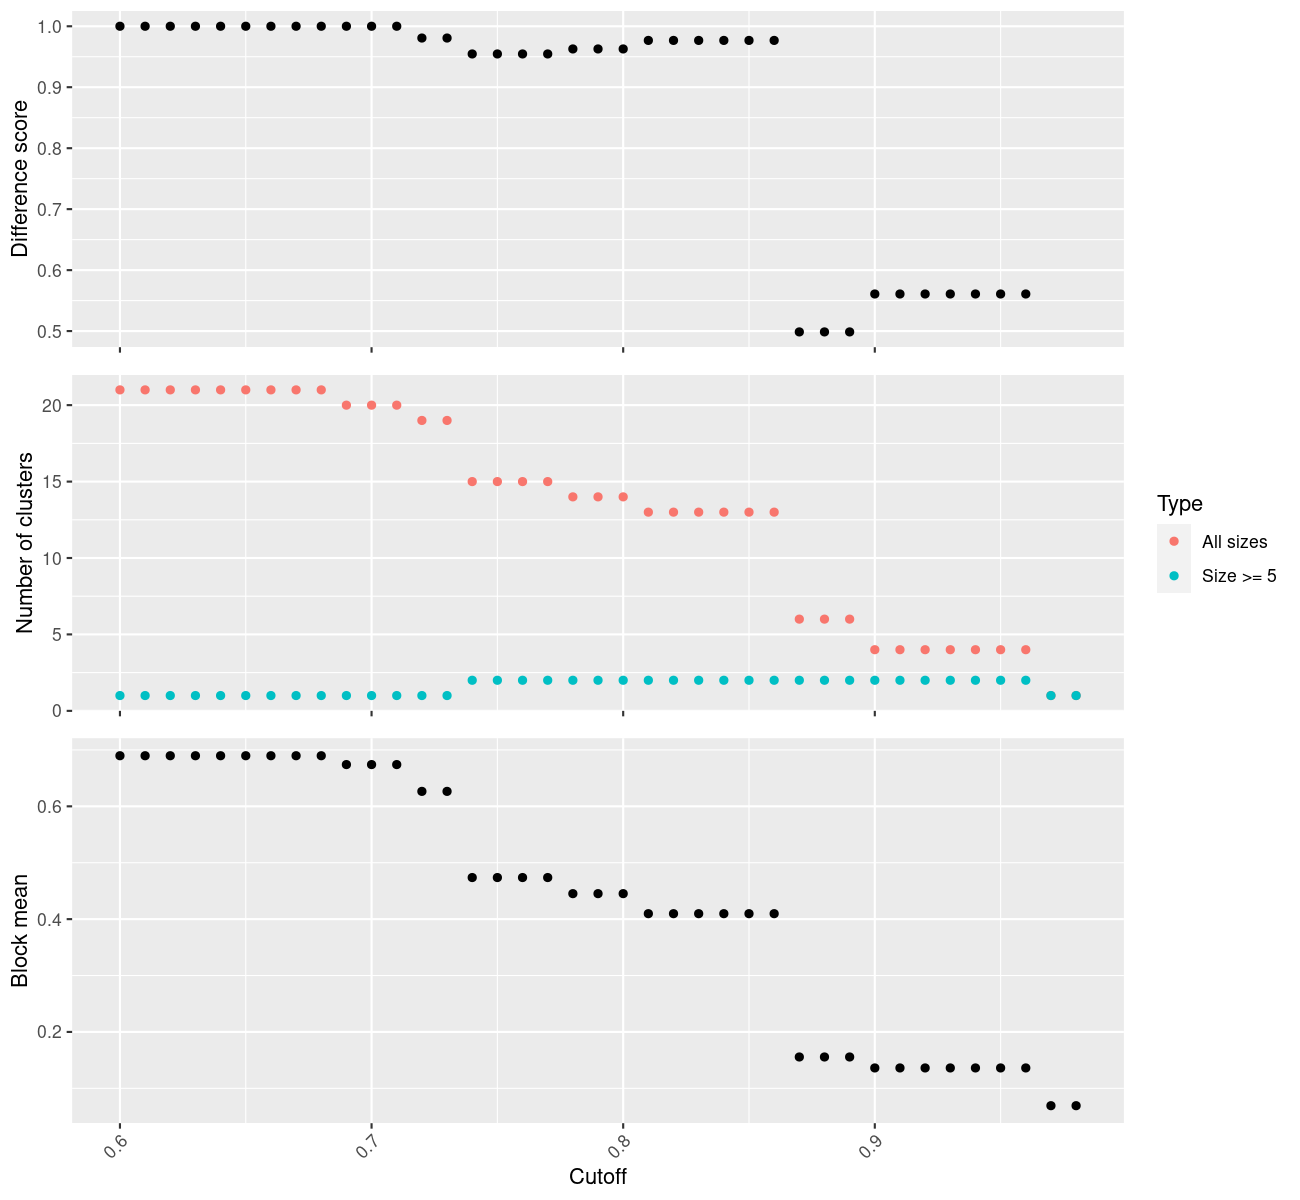 Difference score
1.0
0.9
0.8
0.7
0.6
0.5
Number of clusters
20
15
10
5
0
Type
All sizes
Size >= 5
Block mean
0.6
0.4
0.2
0.6
0.7
0.8
0.9
Cutoff